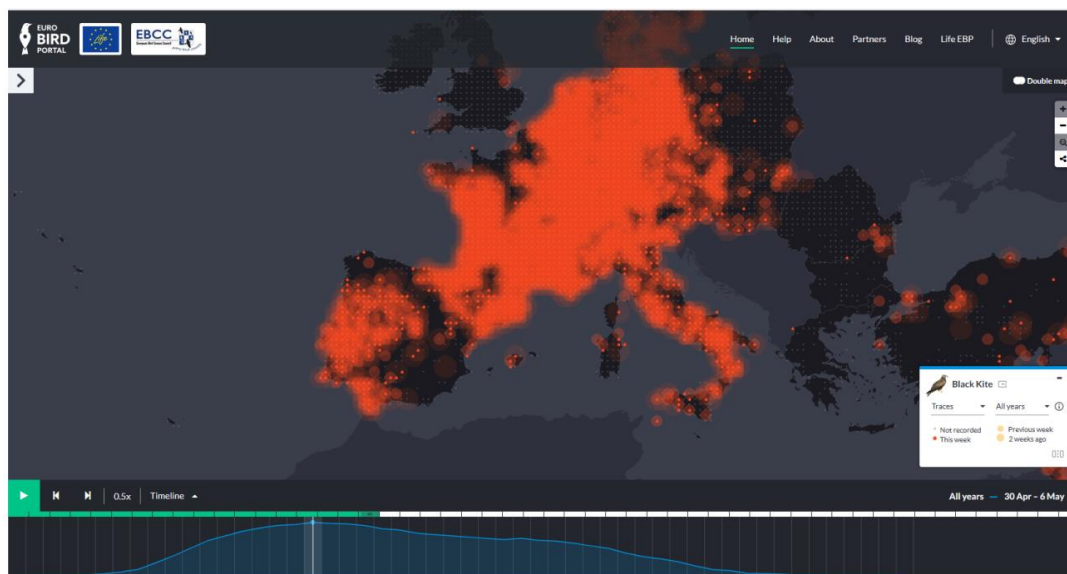 EURO
BIRD
PORTAL
Life
EBCC
Home Help About Partners Blog Life EBP English
Double map
Black Kite
Traces All years
Not recorded Previous week
This week 2 weeks ago
0.5x Timeline All years — 30 Apr – 6 May